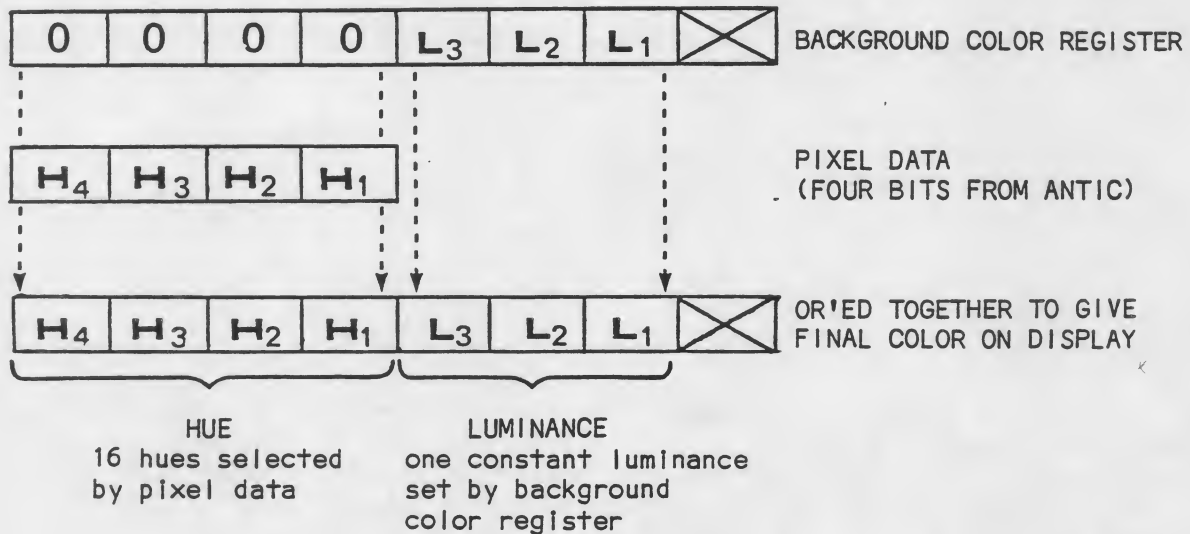 0 0 0 0 L3 L2 L1 BACKGROUND COLOR REGISTER
H4 H3 H2 H1
PIXEL DATA
(FOUR BITS FROM ANTIC)
H4 H3 H2 H1 L3 L2 L1
OR'ED TOGETHER TO GIVE
FINAL COLOR ON DISPLAY
HUE
16 hues selected
by pixel data
LUMINANCE
one constant luminance
set by background
color register